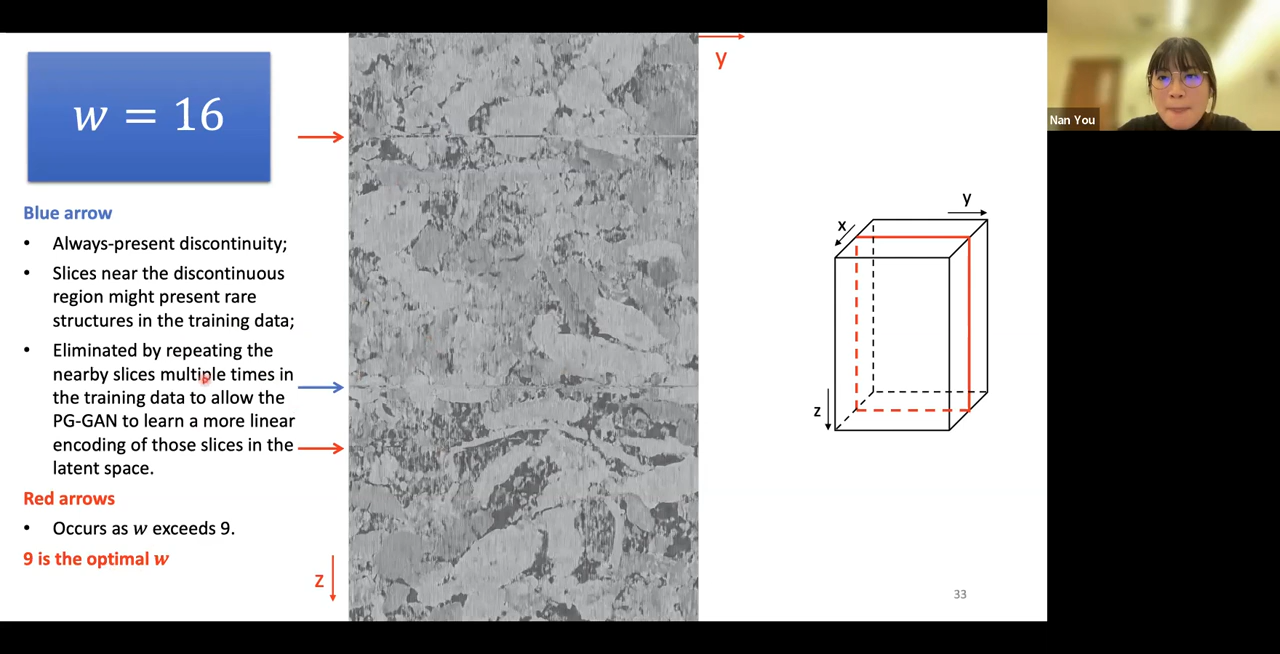 w = 16
Blue arrow
• Always-present discontinuity;
• Slices near the discontinuous
region might present rare
structures in the training data;
• Eliminated by repeating the
nearby slices multiple times in
the training data to allow the
PG-GAN to learn a more linear
encoding of those slices in the
latent space.
Red arrows
• Occurs as w exceeds 9.
9 is the optimal w
z
y
y
x
z
33
Nan You